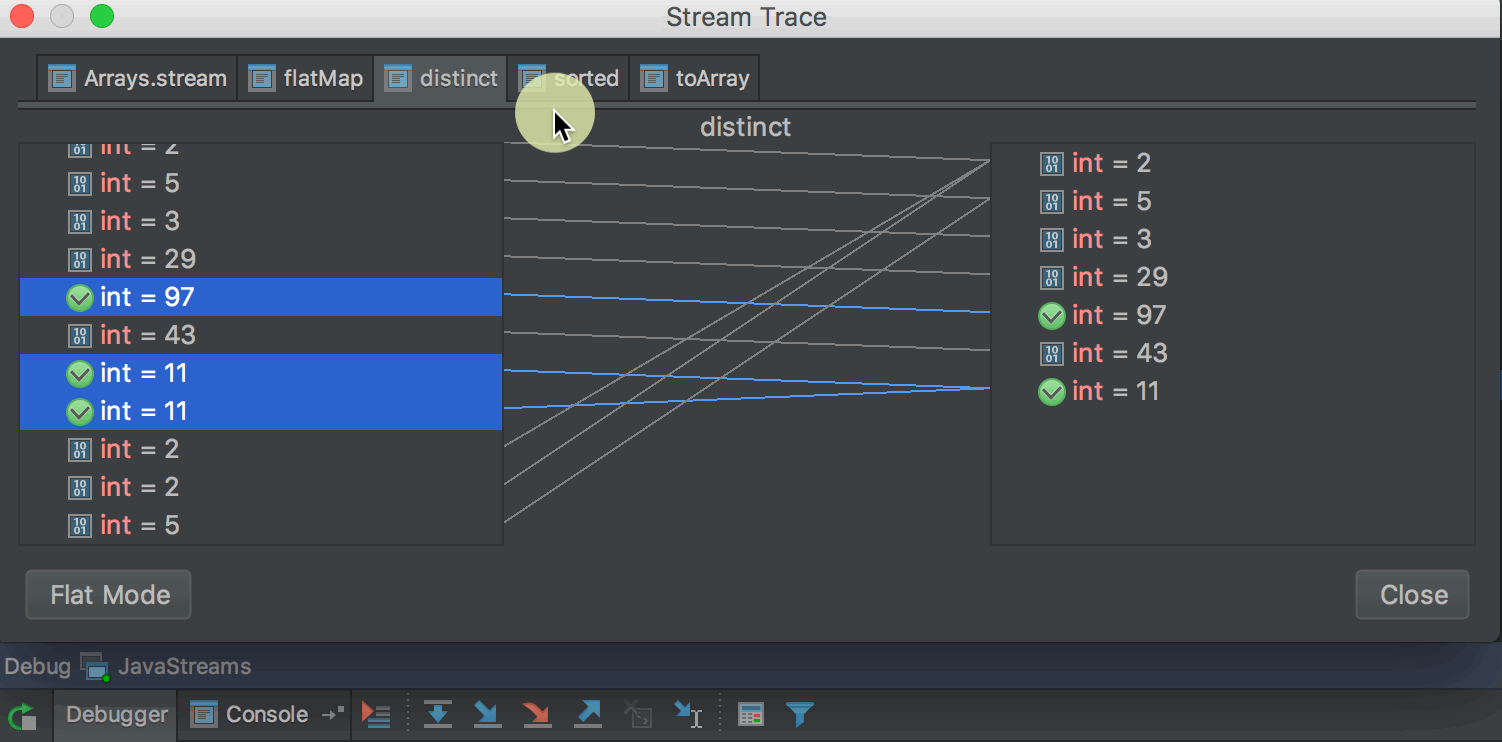 Stream Trace
Arrays.stream flatMap distinct sorted toArray
distinct
int = 2
int = 5
int = 3
int = 29
int = 97
int = 43
int = 11
int = 11
int = 2
int = 2
int = 5
int = 2
int = 5
int = 3
int = 29
int = 97
int = 43
int = 11
Flat Mode
Close
Debug JavaStreams
Debugger Console